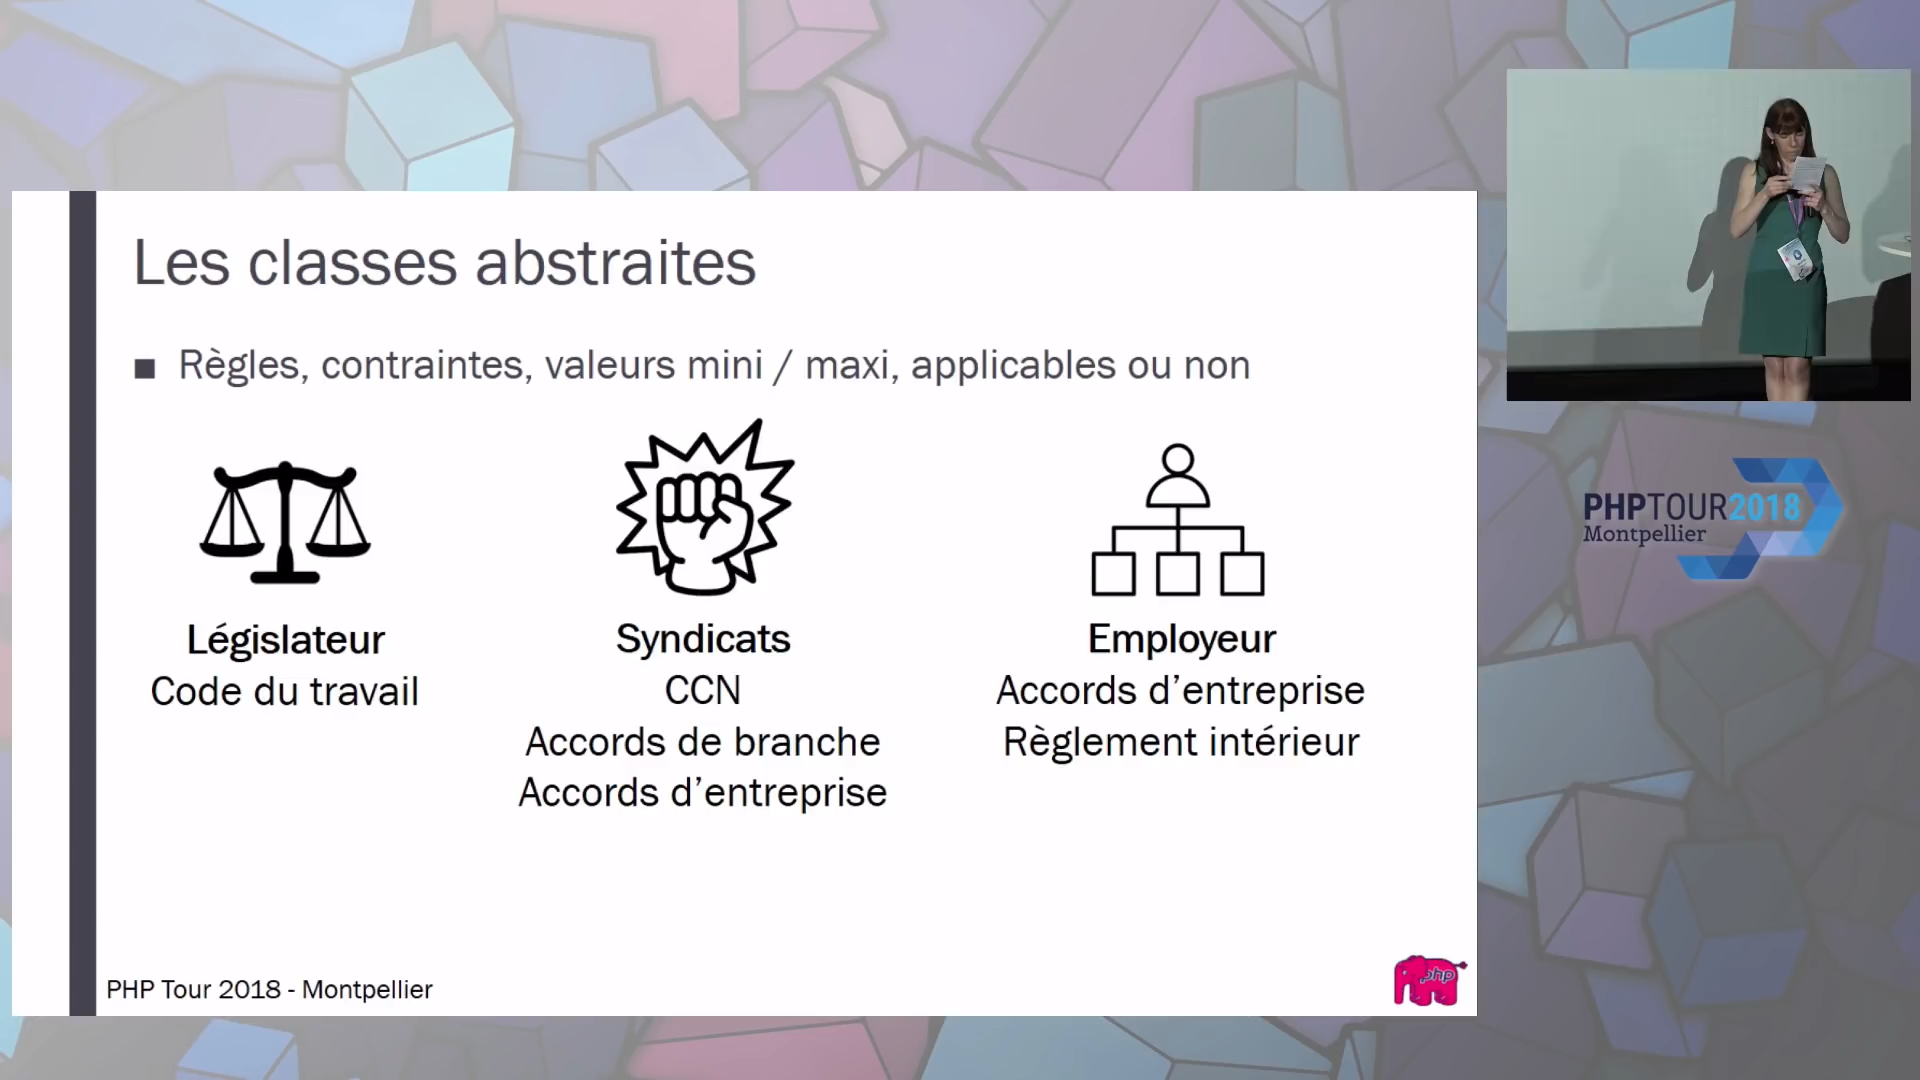 Les classes abstraites
■ Règles, contraintes, valeurs mini / maxi, applicables ou non
Législateur
Code du travail
Syndicats
CCN
Accords de branche
Accords d’entreprise
Employeur
Accords d’entreprise
Règlement intérieur
PHP Tour 2018 - Montpellier
php
PHPTOUR2018
Montpellier